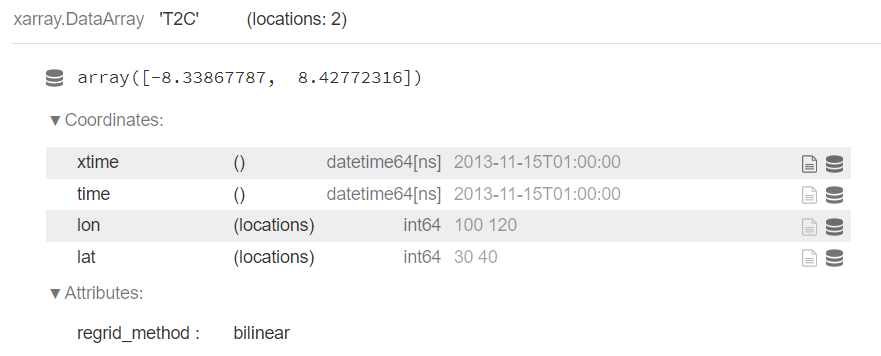 xarray.DataArray 'T2C' (locations: 2)
array([-8.33867787, 8.42772316])
▼ Coordinates:
xtime () datetime64[ns] 2013-11-15T01:00:00
time () datetime64[ns] 2013-11-15T01:00:00
lon (locations) int64 100 120
lat (locations) int64 30 40
▼ Attributes:
regrid_method : bilinear